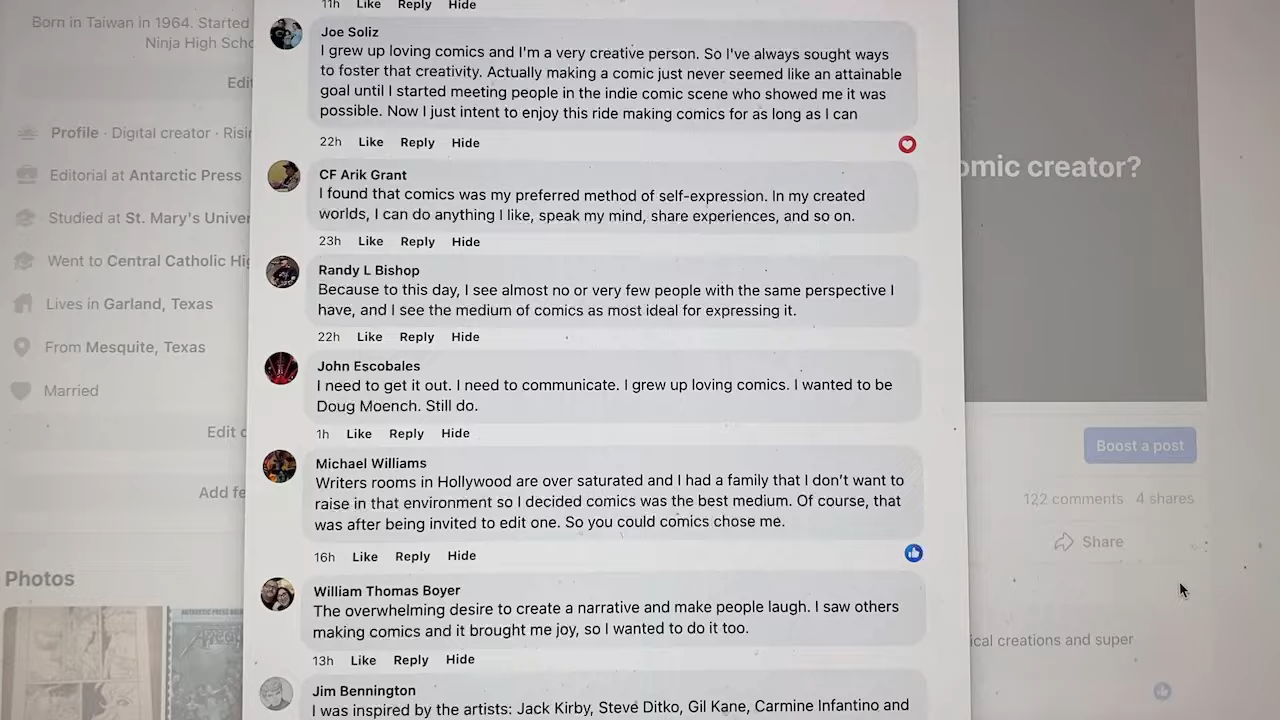 11h Like Reply Hide
Joe Soliz
I grew up loving comics and I'm a very creative person. So I've always sought ways
to foster that creativity. Actually making a comic just never seemed like an attainable
goal until I started meeting people in the indie comic scene who showed me it was
possible. Now I just intent to enjoy this ride making comics for as long as I can
22h Like Reply Hide
CF Arik Grant
I found that comics was my preferred method of self-expression. In my created
worlds, I can do anything I like, speak my mind, share experiences, and so on.
23h Like Reply Hide
Randy L Bishop
Because to this day, I see almost no or very few people with the same perspective I
have, and I see the medium of comics as most ideal for expressing it.
22h Like Reply Hide
John Escobales
I need to get it out. I need to communicate. I grew up loving comics. I wanted to be
Doug Moench. Still do.
1h Like Reply Hide
Michael Williams
Writers rooms in Hollywood are over saturated and I had a family that I don't want to
raise in that environment so I decided comics was the best medium. Of course, that
was after being invited to edit one. So you could comics chose me.
16h Like Reply Hide
William Thomas Boyer
The overwhelming desire to create a narrative and make people laugh. I saw others
making comics and it brought me joy, so I wanted to do it too.
13h Like Reply Hide
Jim Bennington
I was inspired by the artists: Jack Kirby, Steve Ditko, Gil Kane, Carmine Infantino and
Born in Taiwan in 1964. Started
Ninja High Scho
Edi
Profile · Digital creator · Risi
Editorial at Antarctic Press
Studied at St. Mary's Univer
Went to Central Catholic Hig
Lives in Garland, Texas
From Mesquite, Texas
Married
Edit
Add fe
Photos
omic creator?
Boost a post
122 comments 4 shares
Share
ical creations and super